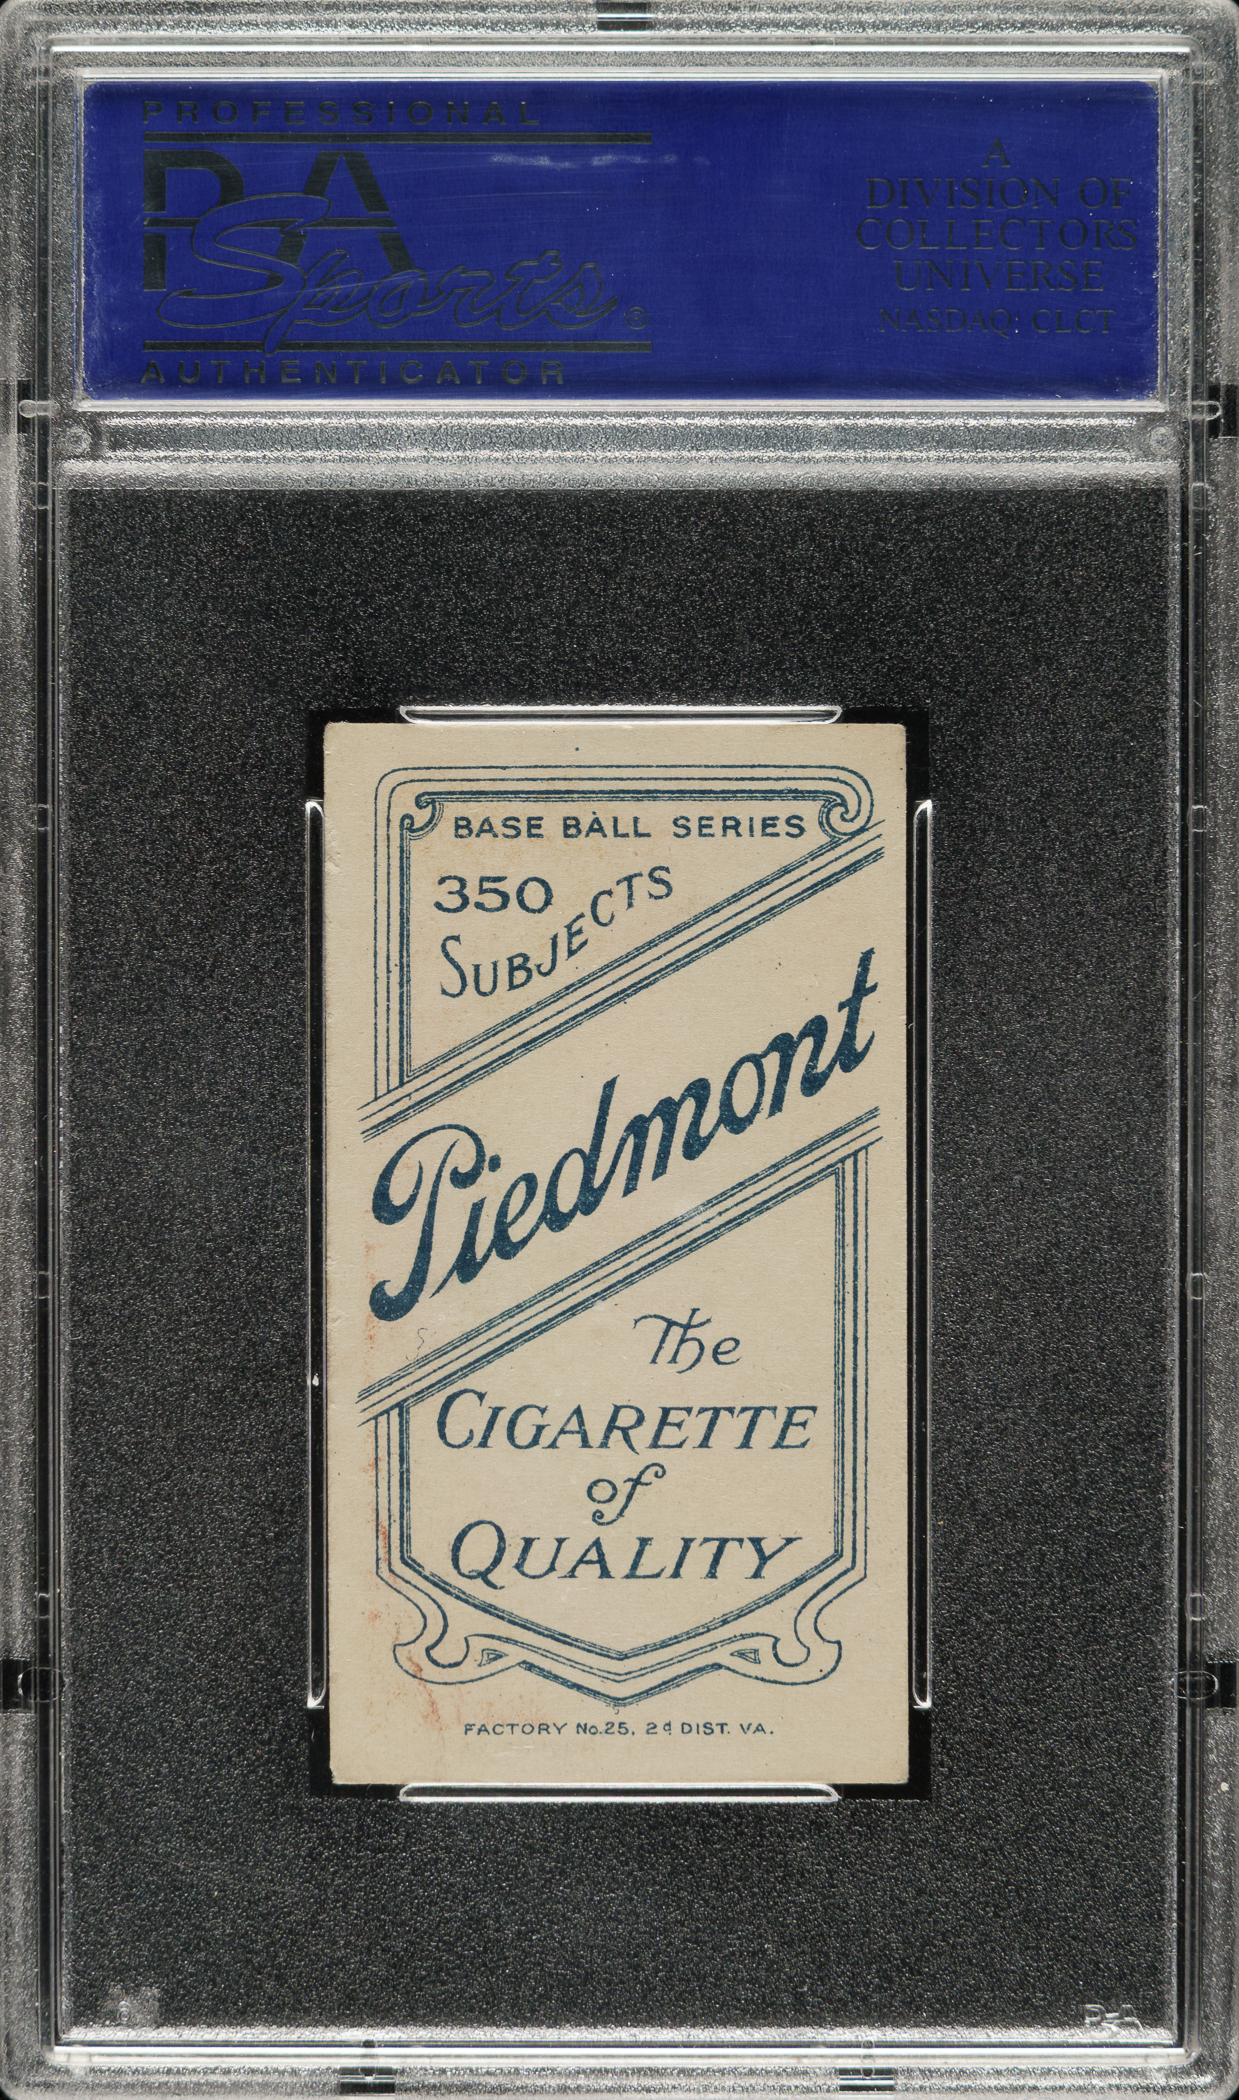 PROFESSIONAL
PSA
Sports®
AUTHENTICATOR
A
DIVISION OF
COLLECTORS
UNIVERSE
NASDAQ: CLCT
BASE BALL SERIES
350
SUBJECTS
Piedmont
The
CIGARETTE
of
QUALITY
FACTORY No.25, 2d DIST. VA.
PSA